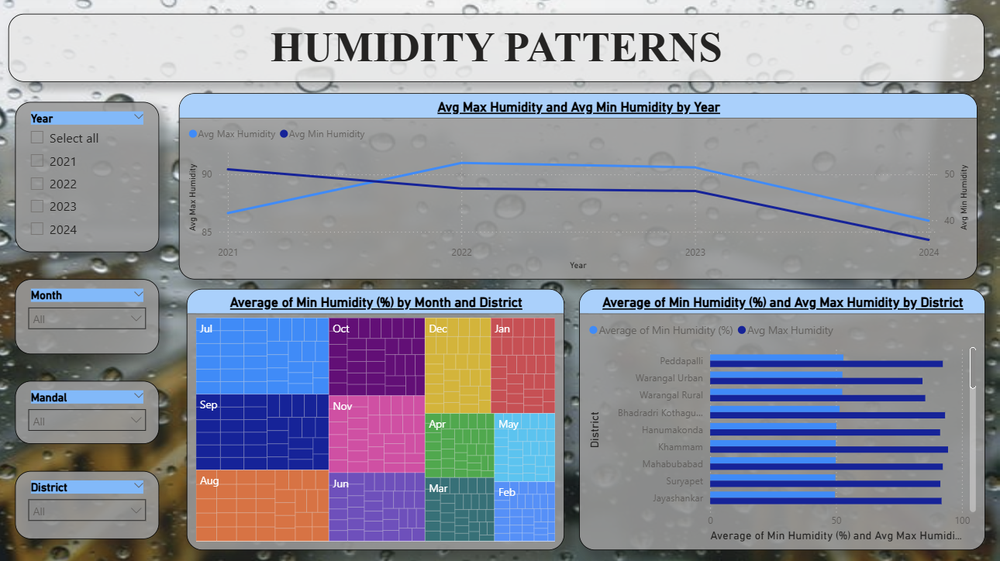 HUMIDITY PATTERNS
Year
Select all
2021
2022
2023
2024
Month
All
Mandal
All
District
All
Avg Max Humidity and Avg Min Humidity by Year
Avg Max Humidity Avg Min Humidity
Avg Max Humidity
90
85
50
40
Avg Min Humidity
2021 2022 2023 2024
Year
Average of Min Humidity (%) by Month and District
Jul
Sep
Aug
Oct
Nov
Jun
Dec
Jan
Apr
May
Mar
Feb
Average of Min Humidity (%) and Avg Max Humidity by District
Average of Min Humidity (%) Avg Max Humidity
District
Peddapalli
Warangal Urban
Warangal Rural
Bhadradri Kothagu...
Hanumakonda
Khammam
Mahabubabad
Suryapet
Jayashankar
0 50 100
Average of Min Humidity (%) and Avg Max Humidi...